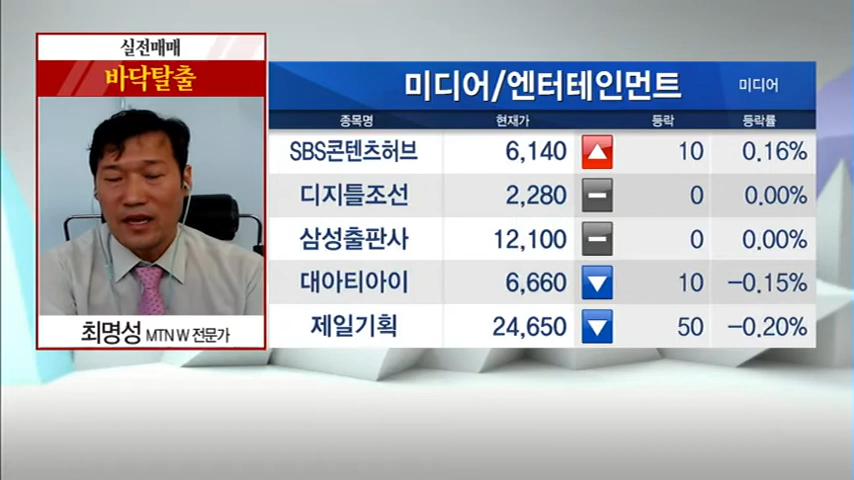 실전매매
바닥탈출
최명성 MTN W 전문가
미디어/엔터테인먼트 미디어
종목명 현재가 등락 등락률
SBS콘텐츠허브 6,140 10 0.16%
디지틀조선 2,280 0 0.00%
삼성출판사 12,100 0 0.00%
대아티아이 6,660 10 -0.15%
제일기획 24,650 50 -0.20%